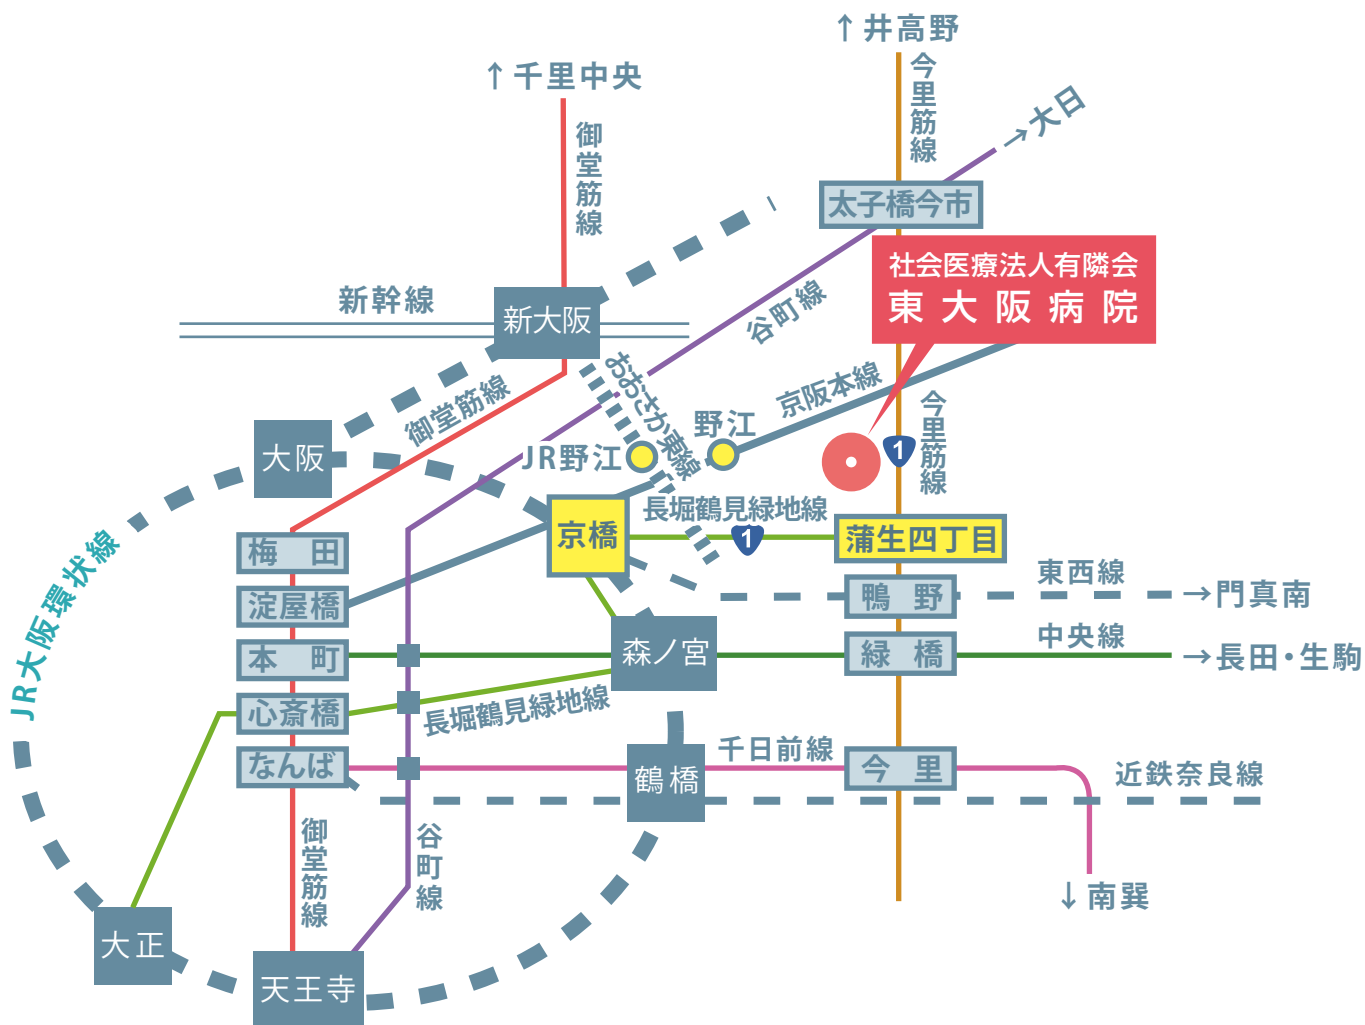 ↑井高野
今里筋線
↑千里中央
御堂筋線
→大日
太子橋今市
社会医療法人有隣会
東大阪病院
新幹線
新大阪
谷町線
おおさか東線
京阪本線
御堂筋線
今里筋線
野江
JR野江
1
大阪
長堀鶴見緑地線
1
京橋
蒲生四丁目
JR大阪環状線
梅田
淀屋橋
鴨野
東西線
→門真南
本町
森ノ宮
緑橋
中央線
→長田・生駒
心斎橋
長堀鶴見緑地線
なんば
鶴橋
千日前線
今里
近鉄奈良線
御堂筋線
谷町線
↓南巽
大正
天王寺